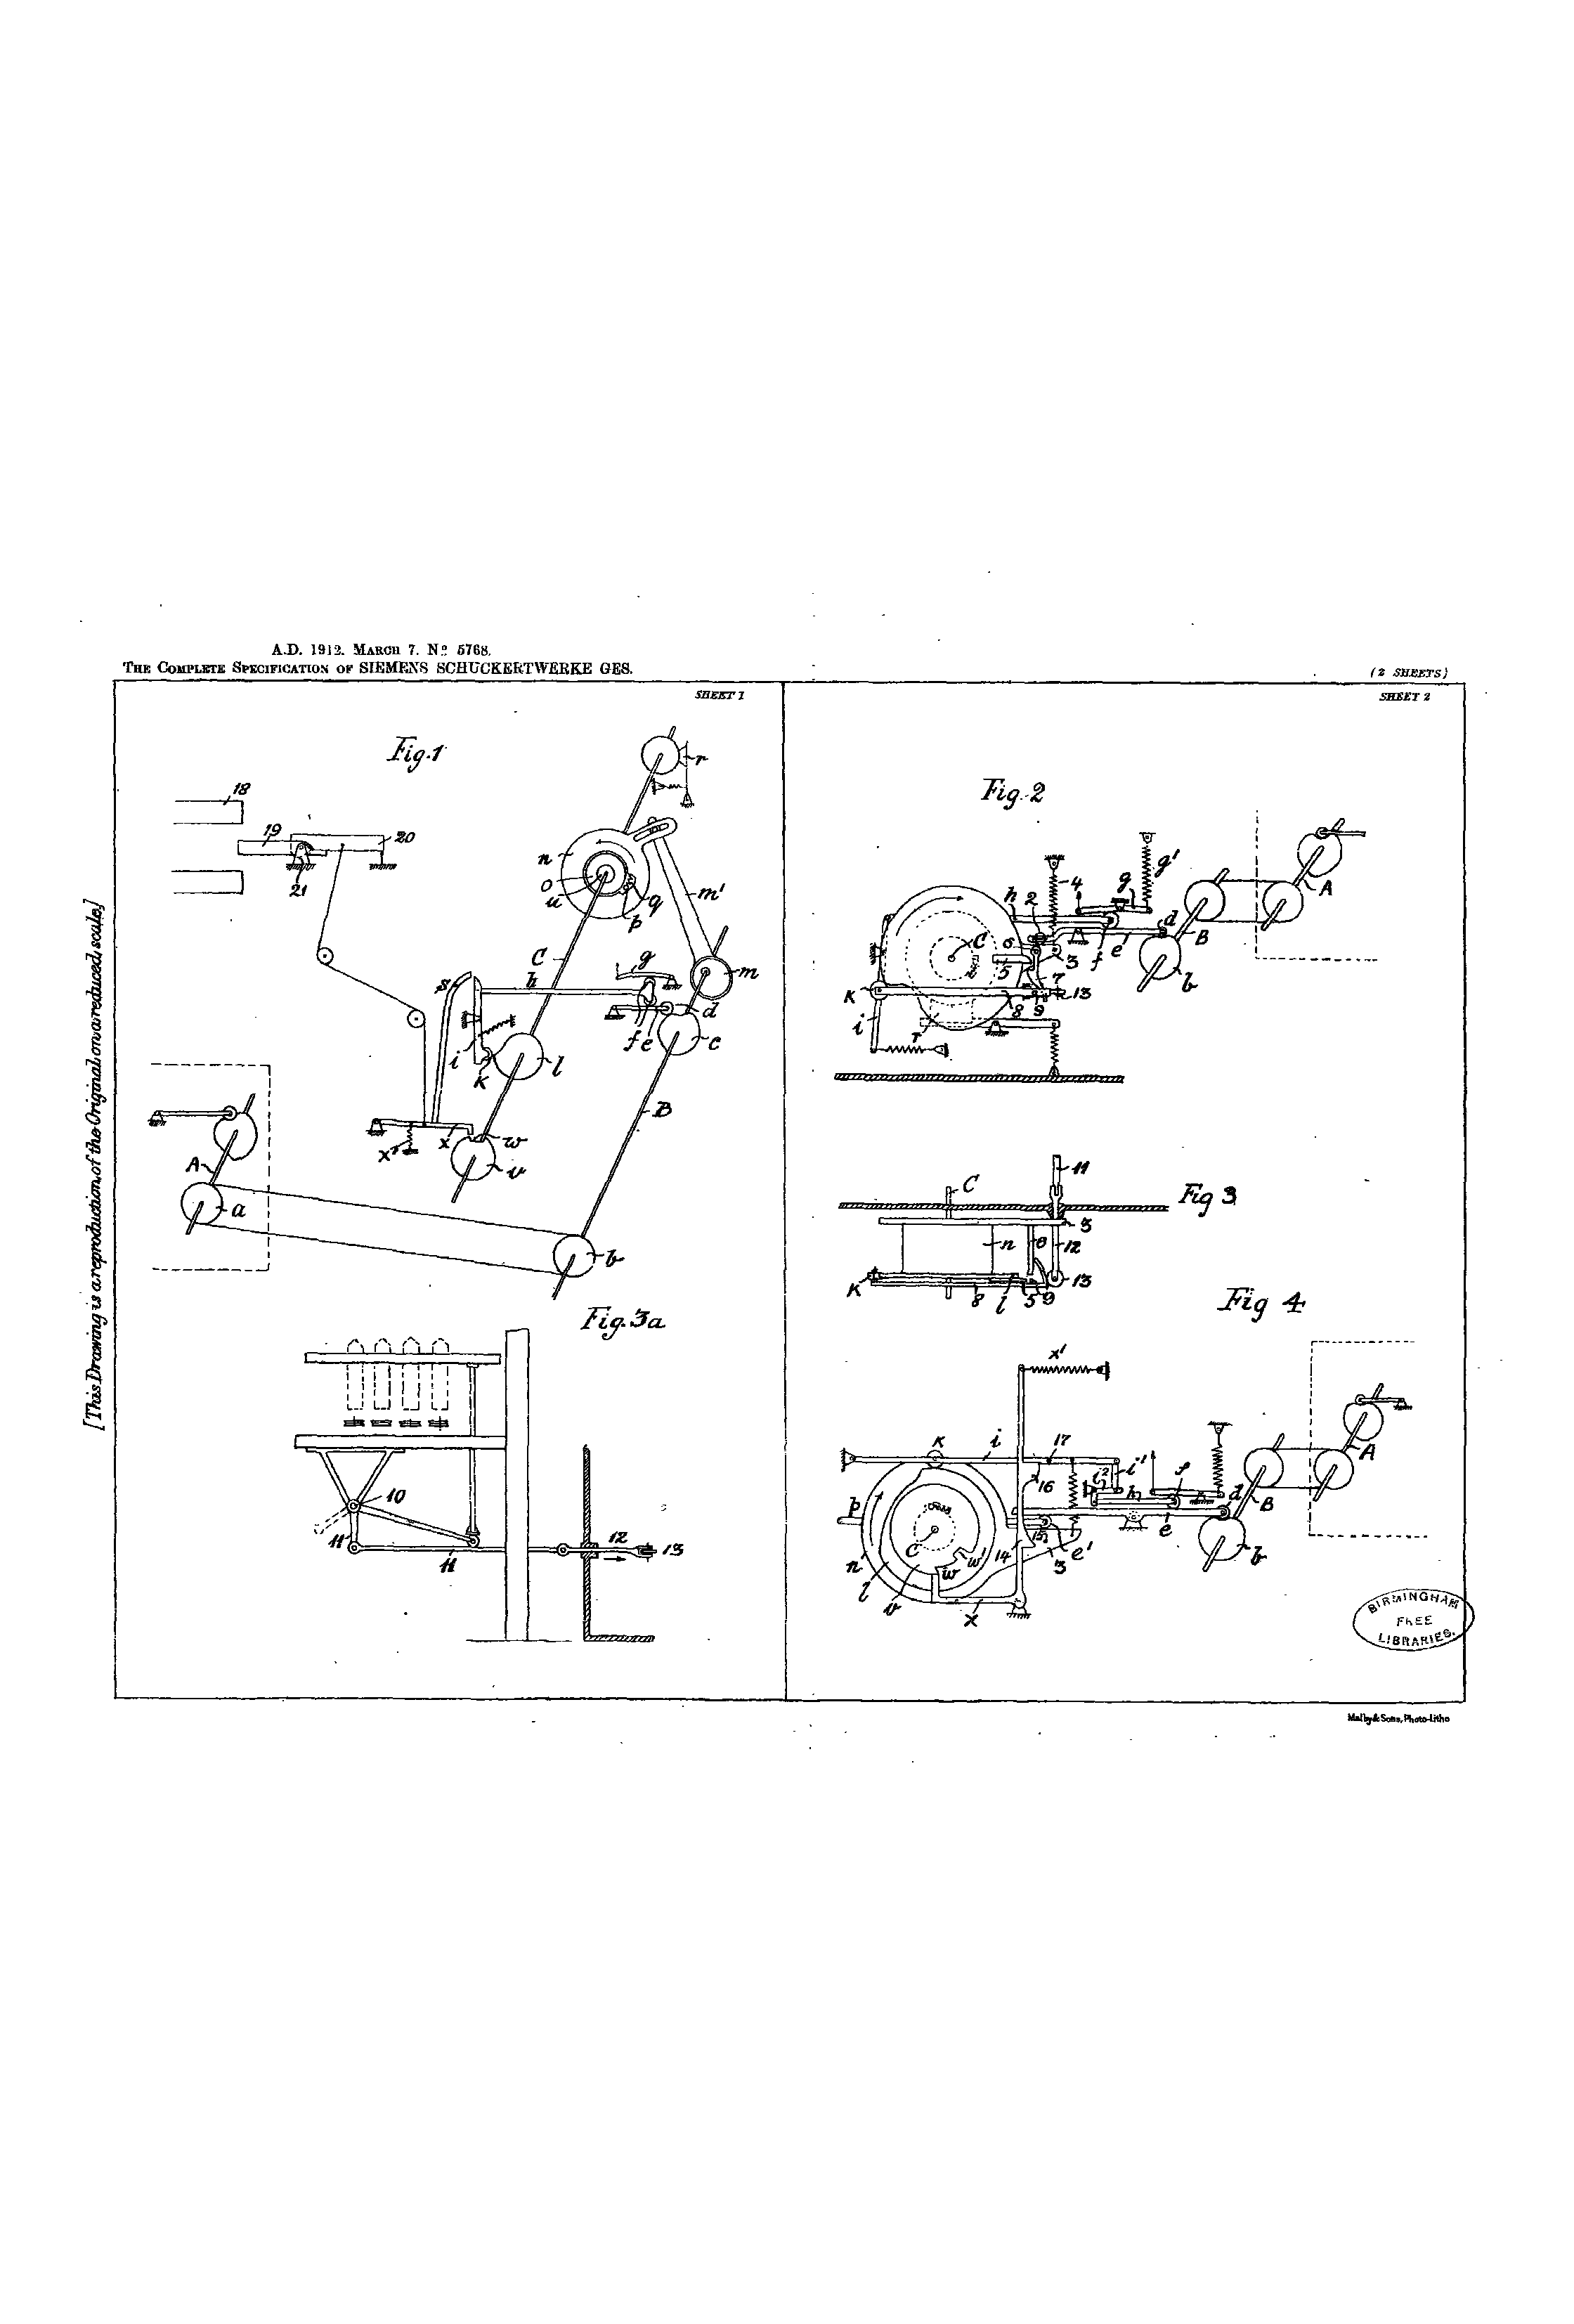 A.D. 1912. MARCH 7. No. 5768.
THE COMPLETE SPECIFICATION OF SIEMENS SCHUCKERTWERKE GES.
(2 SHEETS)
SHEET 1
SHEET 2
[This Drawing is a reproduction of the Original on a reduced scale]
Fig. 1
18
19
20
21
r
n
o
u
p
q
m'
m
C
g
h
s
d
f e
c
i
k
l
B
x
x'
w
v
A
a
b
Fig. 3a
10
11
11
12
13
Fig. 2
4
g
g'
h
2
d
A
B
C
6
5
3
f
e
b
7
K
8
9
13
i
r
Fig 3
C
11
3
n
6
12
13
K
8
l
5
9
Fig 4
x'
K
i
17
i'
i2
16
h
f
d
B
A
p
e
C
15
e'
n
14
3
w'
w
b
l
v
x
BIRMINGHAM
FREE
LIBRARIES.
Malby & Sons, Photo-Litho